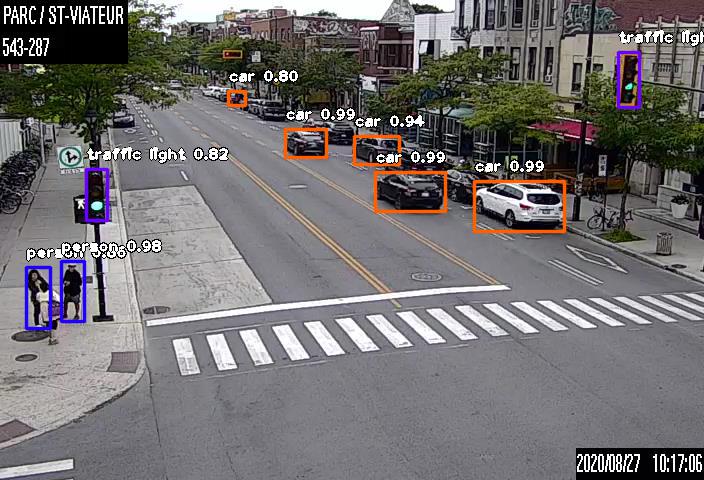 PARC / ST-VIATEUR
543-287
traffic ligh
car 0.80
car 0.99
car 0.94
car 0.99
car 0.99
traffic light 0.82
person 0.98
2020/08/27 10:17:06